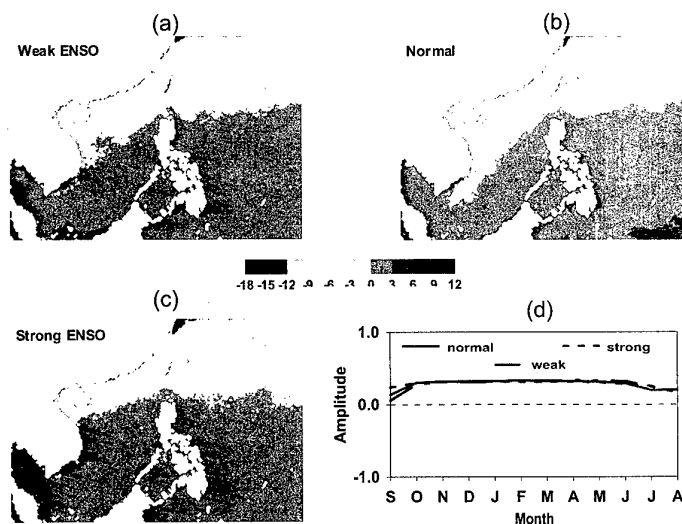 (a)
(b)
Weak ENSO
Normal
-18 -15 -12 -9 -6 -3 0 3 6 9 12
(c)
(d)
Strong ENSO
normal
strong
weak
1.0
0.0
-1.0
Amplitude
S O N D J F M A M J J A
Month